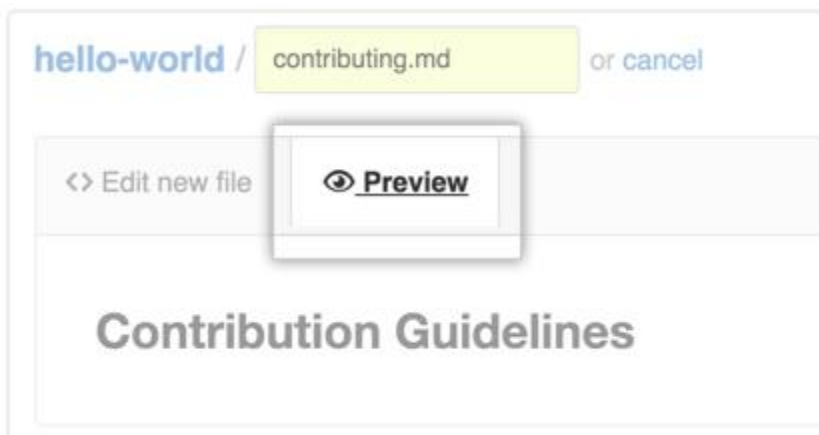 hello-world / contributing.md or cancel
<> Edit new file Preview
Contribution Guidelines